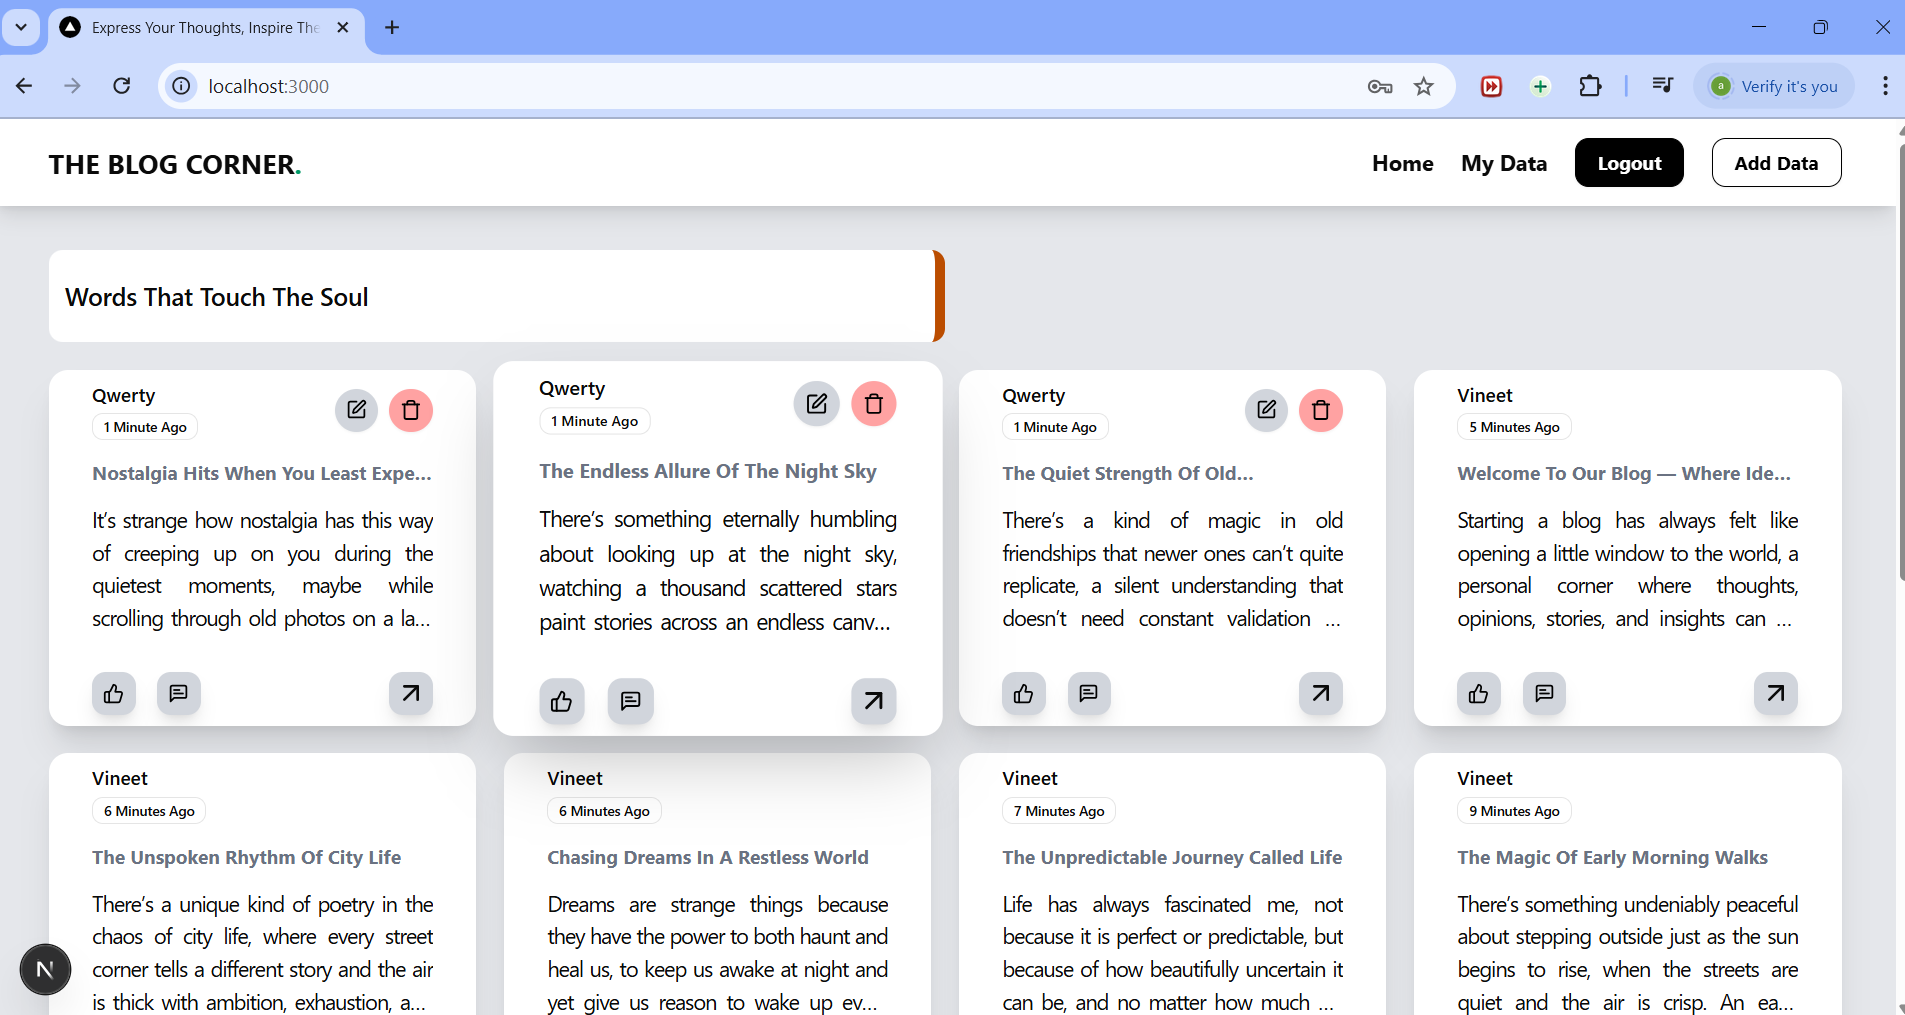 Express Your Thoughts, Inspire The
localhost:3000
a
Verify it's you
THE BLOG CORNER.
Home
My Data
Logout
Add Data
Words That Touch The Soul
Qwerty
1 Minute Ago
Nostalgia Hits When You Least Expe...
It's strange how nostalgia has this way
of creeping up on you during the
quietest moments, maybe while
scrolling through old photos on a la...
Qwerty
1 Minute Ago
The Endless Allure Of The Night Sky
There's something eternally humbling
about looking up at the night sky,
watching a thousand scattered stars
paint stories across an endless canv...
Qwerty
1 Minute Ago
The Quiet Strength Of Old...
There's a kind of magic in old
friendships that newer ones can't quite
replicate, a silent understanding that
doesn't need constant validation ...
Vineet
5 Minutes Ago
Welcome To Our Blog — Where Ide...
Starting a blog has always felt like
opening a little window to the world, a
personal corner where thoughts,
opinions, stories, and insights can ...
Vineet
6 Minutes Ago
The Unspoken Rhythm Of City Life
There's a unique kind of poetry in the
chaos of city life, where every street
corner tells a different story and the air
is thick with ambition, exhaustion, a...
Vineet
6 Minutes Ago
Chasing Dreams In A Restless World
Dreams are strange things because
they have the power to both haunt and
heal us, to keep us awake at night and
yet give us reason to wake up ev...
Vineet
7 Minutes Ago
The Unpredictable Journey Called Life
Life has always fascinated me, not
because it is perfect or predictable, but
because of how beautifully uncertain it
can be, and no matter how much ...
Vineet
9 Minutes Ago
The Magic Of Early Morning Walks
There's something undeniably peaceful
about stepping outside just as the sun
begins to rise, when the streets are
quiet and the air is crisp. An ea...
N